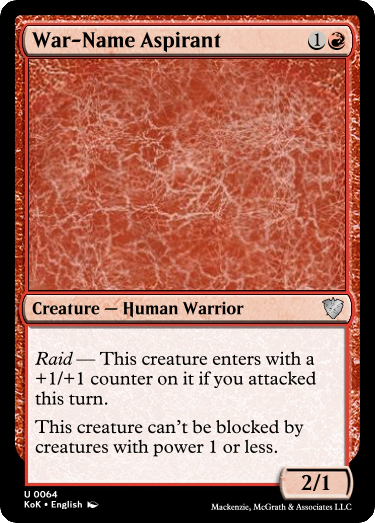 War-Name Aspirant 1
Creature — Human Warrior
Raid — This creature enters with a
+1/+1 counter on it if you attacked
this turn.
This creature can't be blocked by
creatures with power 1 or less.
2/1
U 0064
KoK • English
Mackenzie, McGrath & Associates LLC